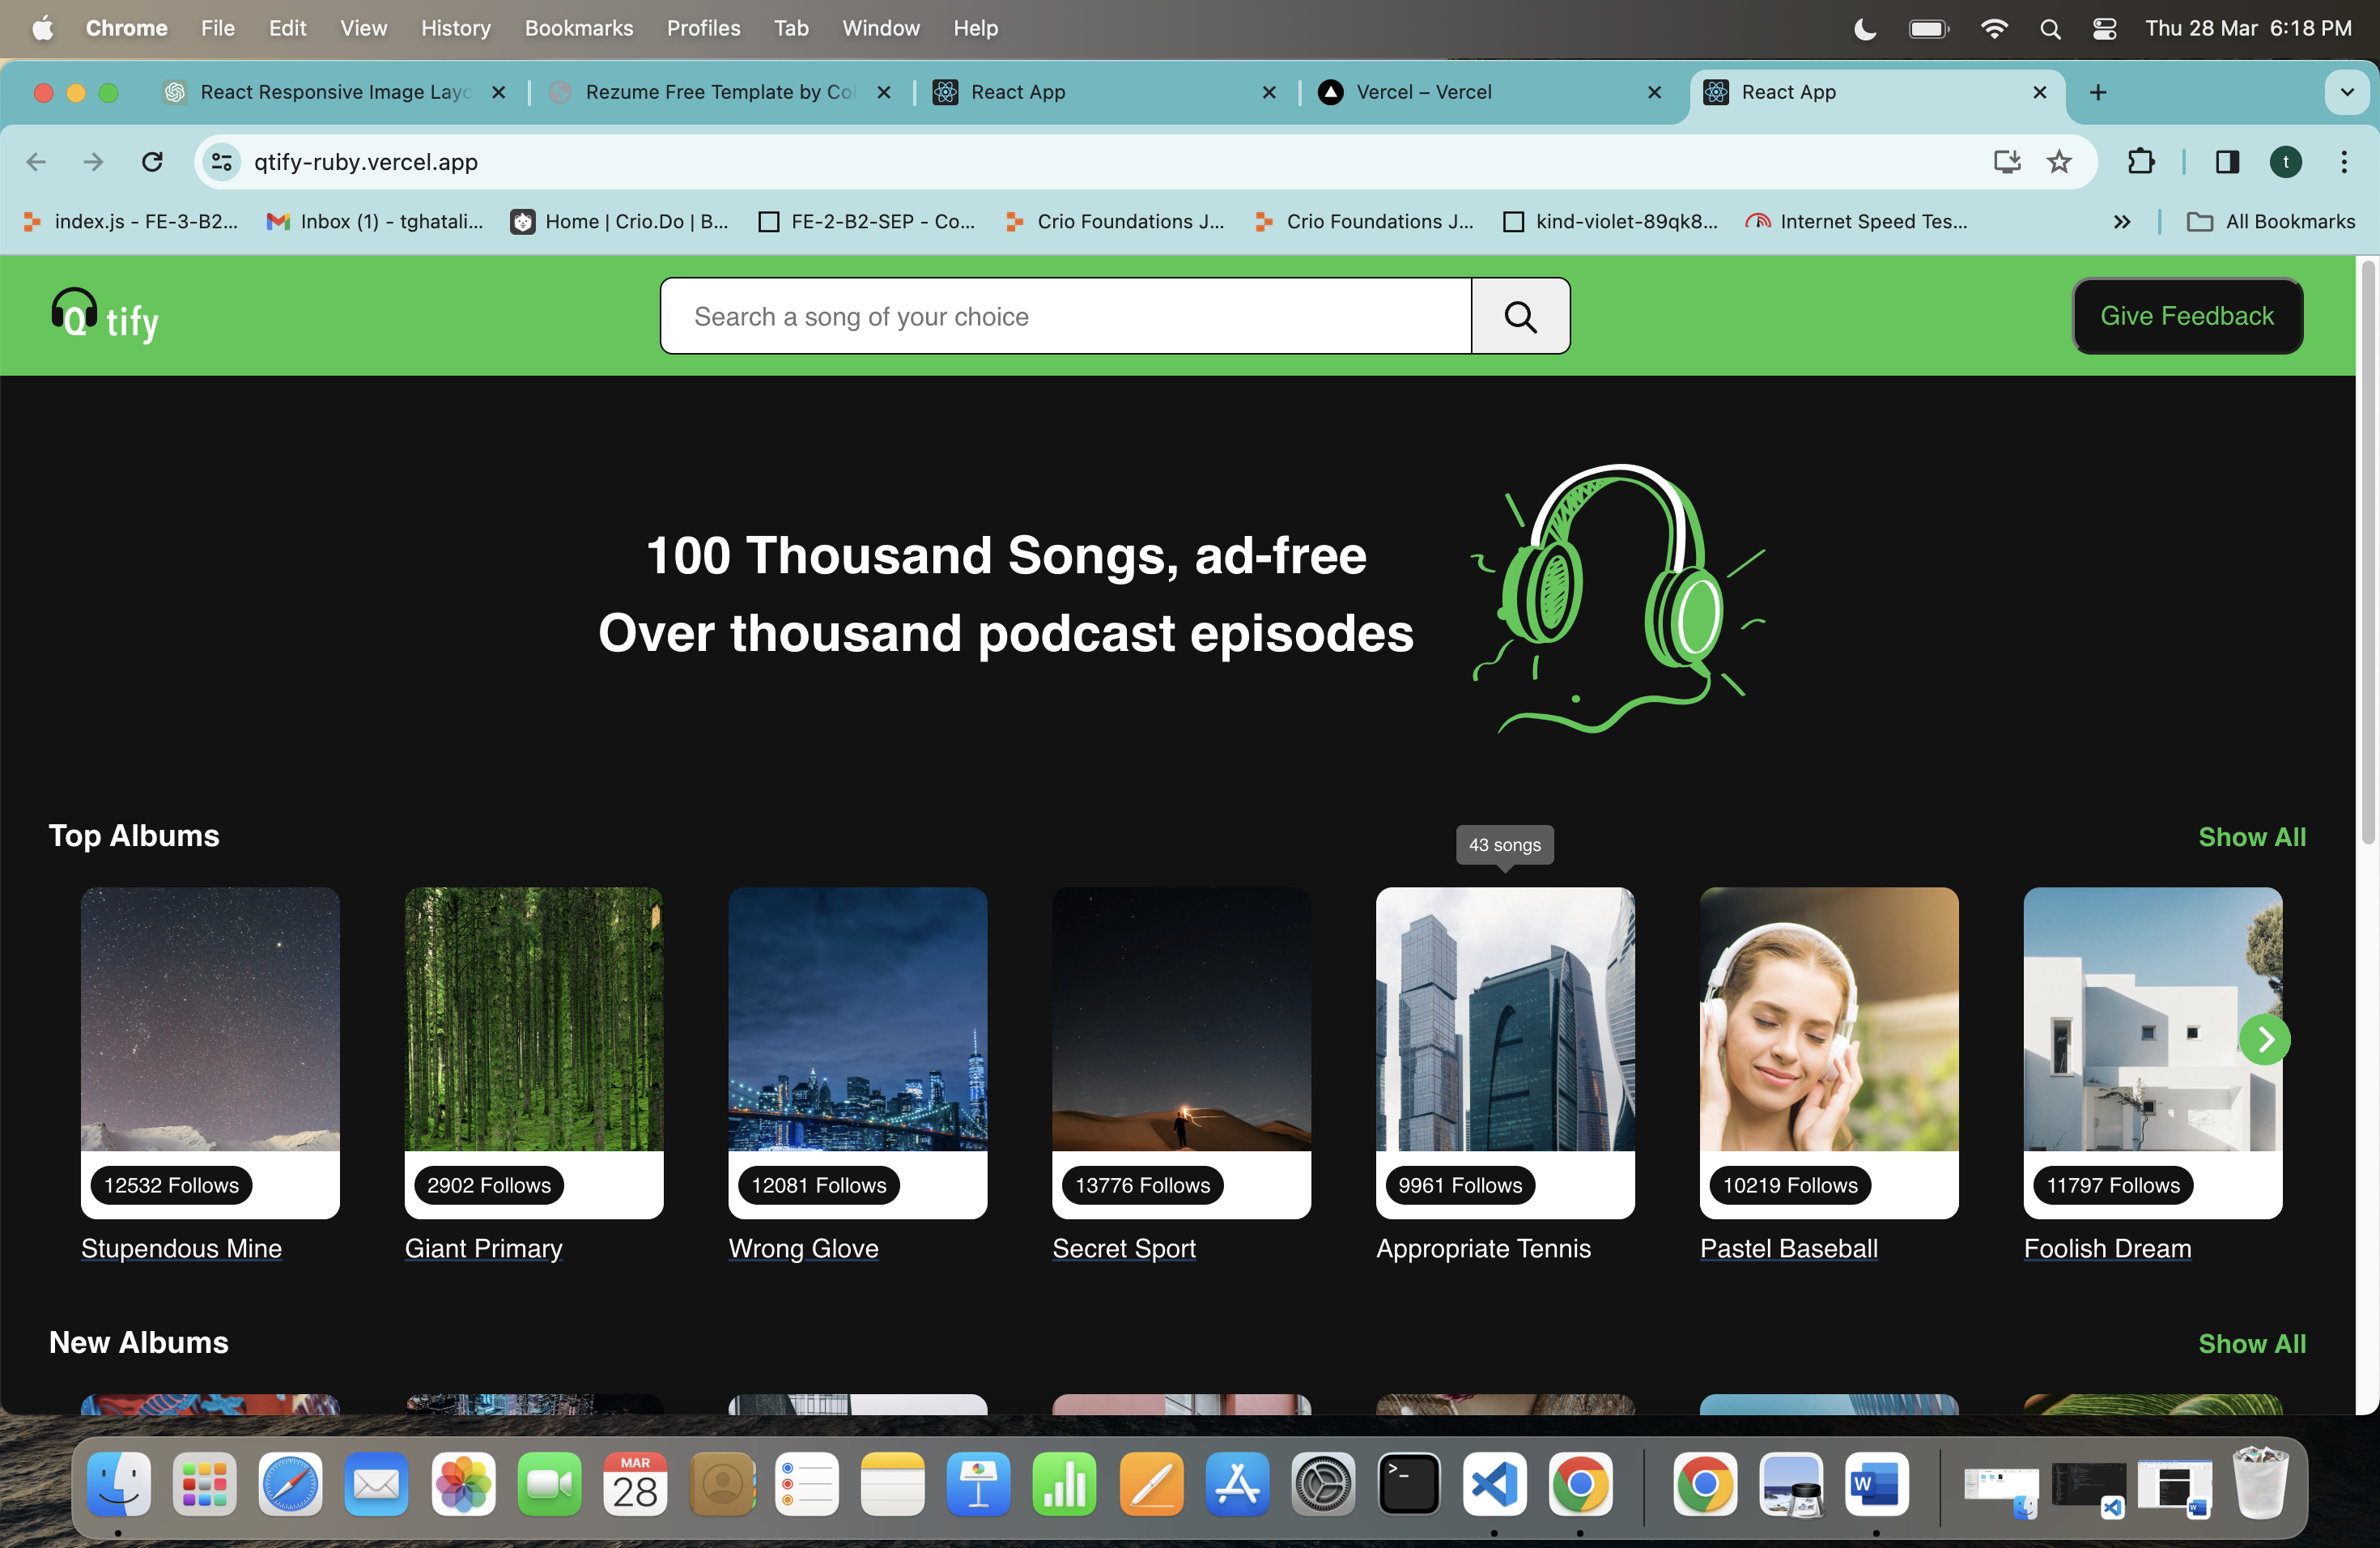 Chrome File Edit View History Bookmarks Profiles Tab Window Help Thu 28 Mar 6:18 PM
React Responsive Image Layo Rezume Free Template by Col React App Vercel – Vercel React App
qtify-ruby.vercel.app t
index.js - FE-3-B2... Inbox (1) - tghatali... Home | Crio.Do | B... FE-2-B2-SEP - Co... Crio Foundations J... Crio Foundations J... kind-violet-89qk8... Internet Speed Tes... All Bookmarks
Qtify Search a song of your choice Give Feedback
100 Thousand Songs, ad-free
Over thousand podcast episodes
Top Albums Show All
43 songs
12532 Follows 2902 Follows 12081 Follows 13776 Follows 9961 Follows 10219 Follows 11797 Follows
Stupendous Mine Giant Primary Wrong Glove Secret Sport Appropriate Tennis Pastel Baseball Foolish Dream
New Albums Show All
MAR
28
>_
W